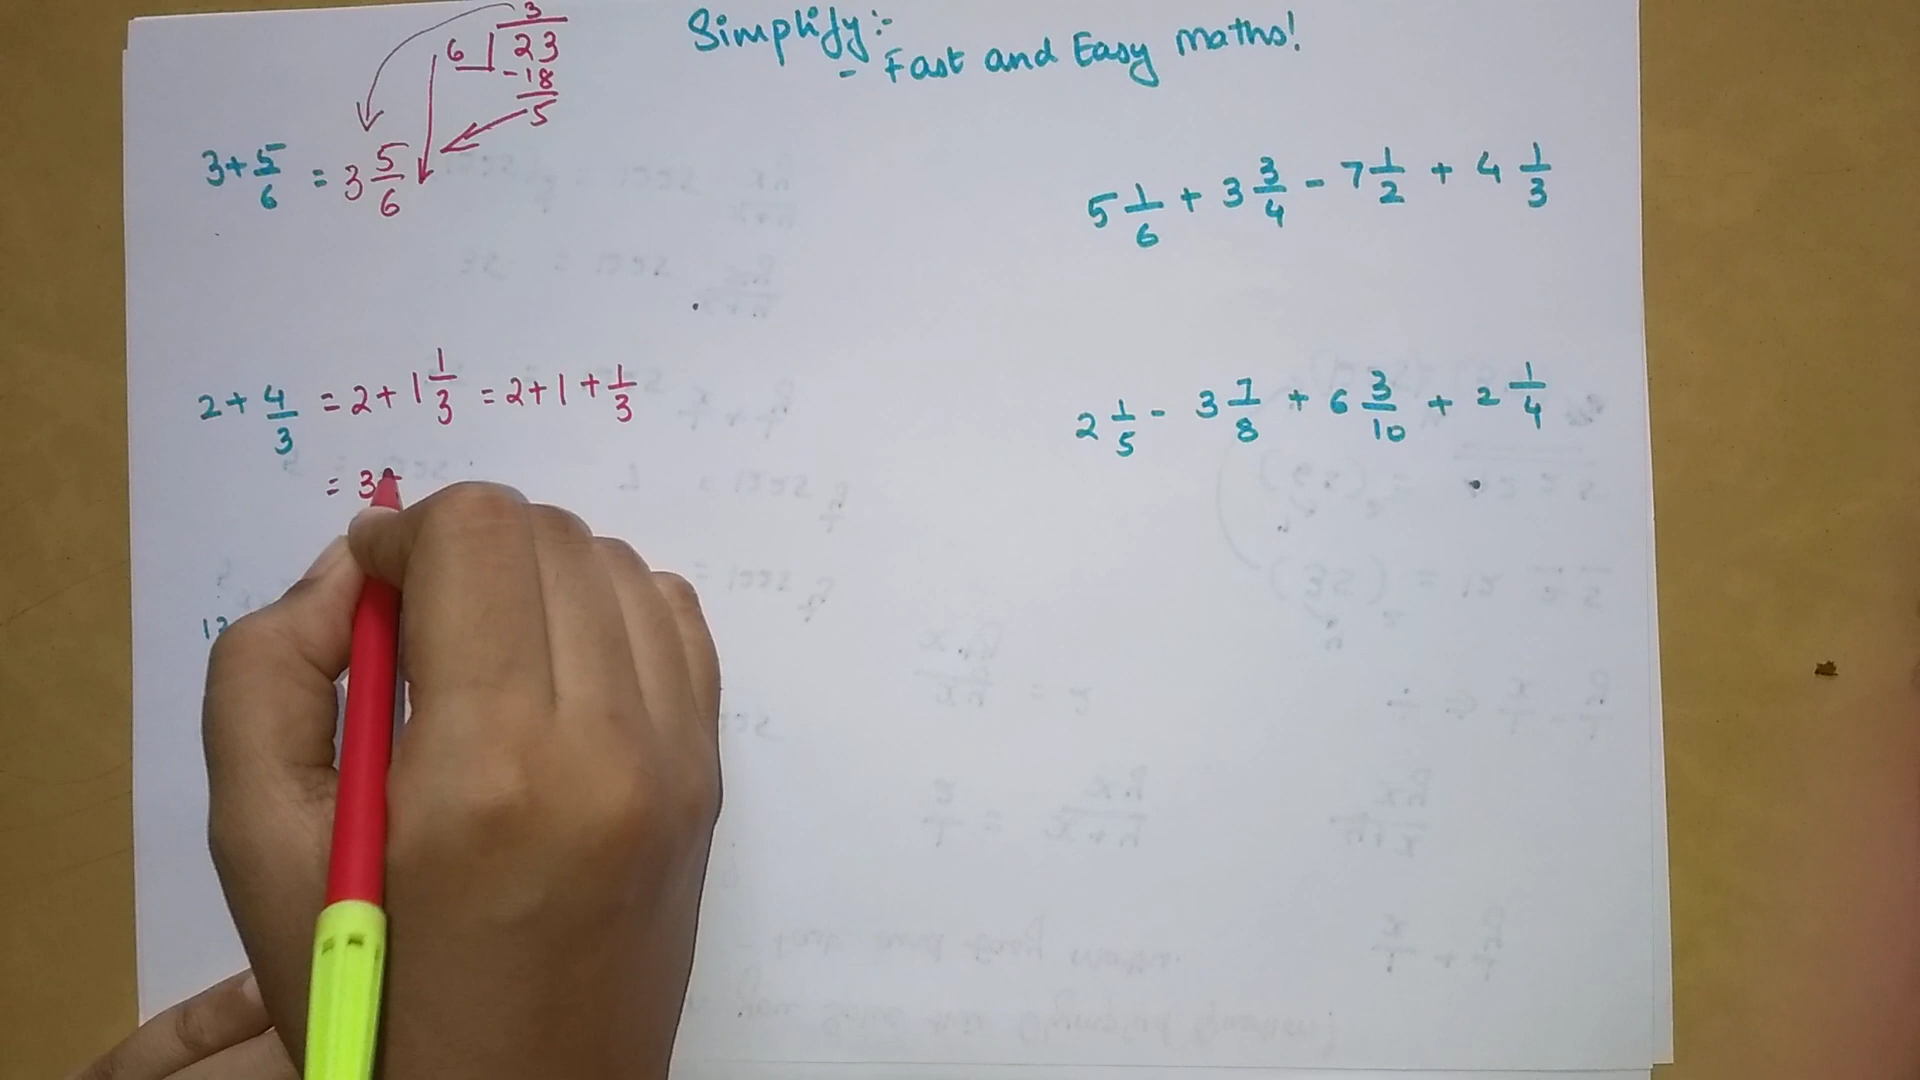 Simplify:-
- Fast and Easy maths!
3
6 | 23
-18
5
3+5/6 = 3 5/6
5 1/6 + 3 3/4 - 7 1/2 + 4 1/3
2+ 4/3 = 2+ 1 1/3 = 2+1+ 1/3
= 3
2 1/5 - 3 7/8 + 6 3/10 + 2 1/4